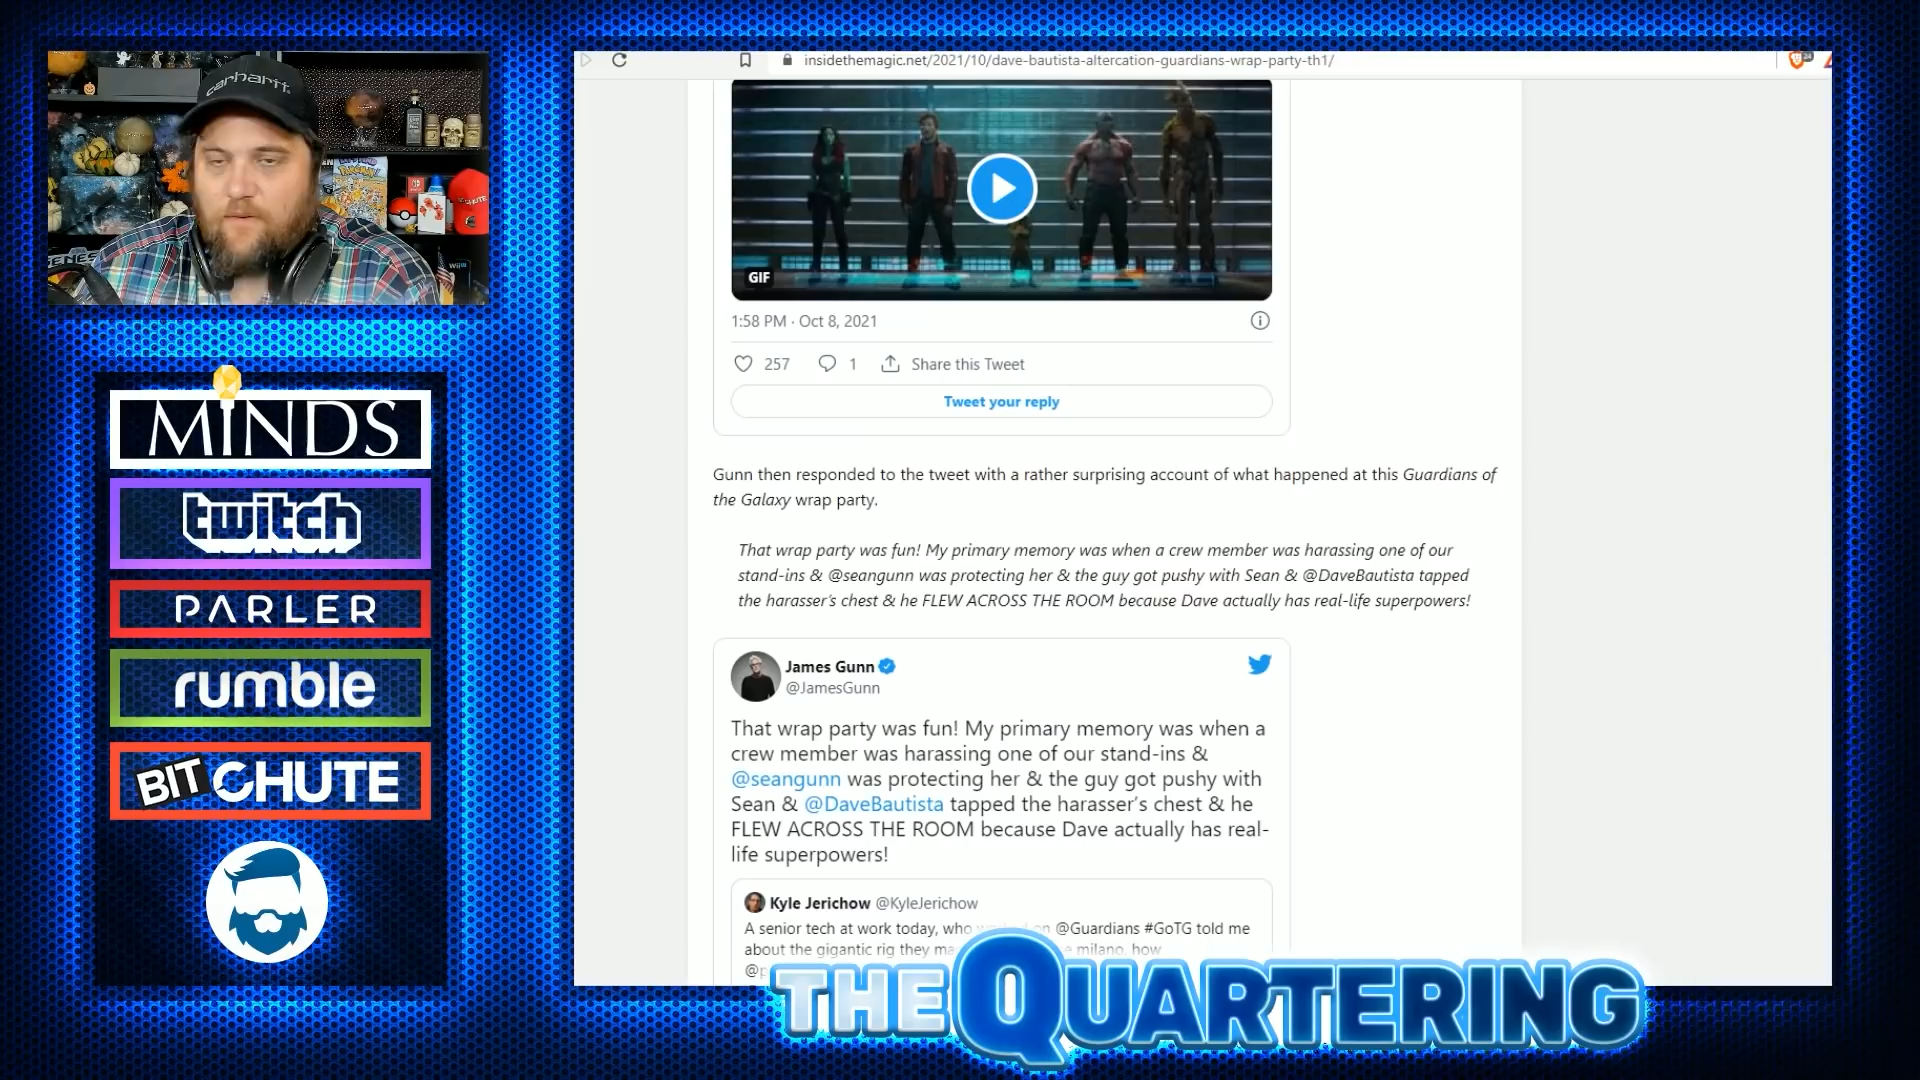 insidethemagic.net/2021/10/dave-bautista-altercation-guardians-wrap-party-th1/
carhartt
GIF
1:58 PM · Oct 8, 2021
257
1
Share this Tweet
Tweet your reply
Gunn then responded to the tweet with a rather surprising account of what happened at this Guardians of
the Galaxy wrap party.
That wrap party was fun! My primary memory was when a crew member was harassing one of our
stand-ins & @seangunn was protecting her & the guy got pushy with Sean & @DaveBautista tapped
the harasser's chest & he FLEW ACROSS THE ROOM because Dave actually has real-life superpowers!
James Gunn
@JamesGunn
That wrap party was fun! My primary memory was when a
crew member was harassing one of our stand-ins &
@seangunn was protecting her & the guy got pushy with
Sean & @DaveBautista tapped the harasser's chest & he
FLEW ACROSS THE ROOM because Dave actually has real-
life superpowers!
Kyle Jerichow @KyleJerichow
A senior tech at work today, who on @Guardians #GoTG told me
about the gigantic rig they milano, how
MINDS
twitch
PARLER
rumble
BITCHUTE
THE QUARTERING